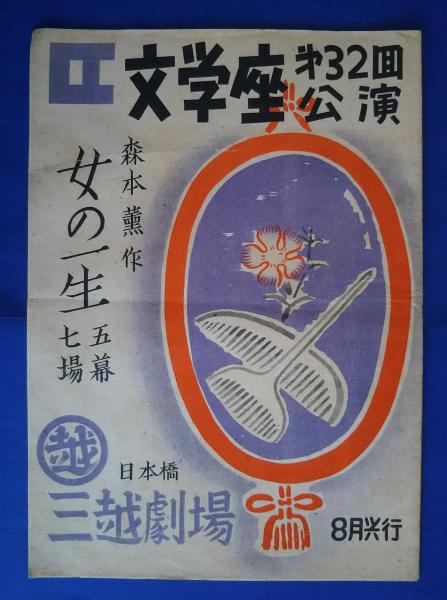 文学座
第32回
公演
森本薫作
女の一生
五幕
七場
越
日本橋
三越劇場
8月興行